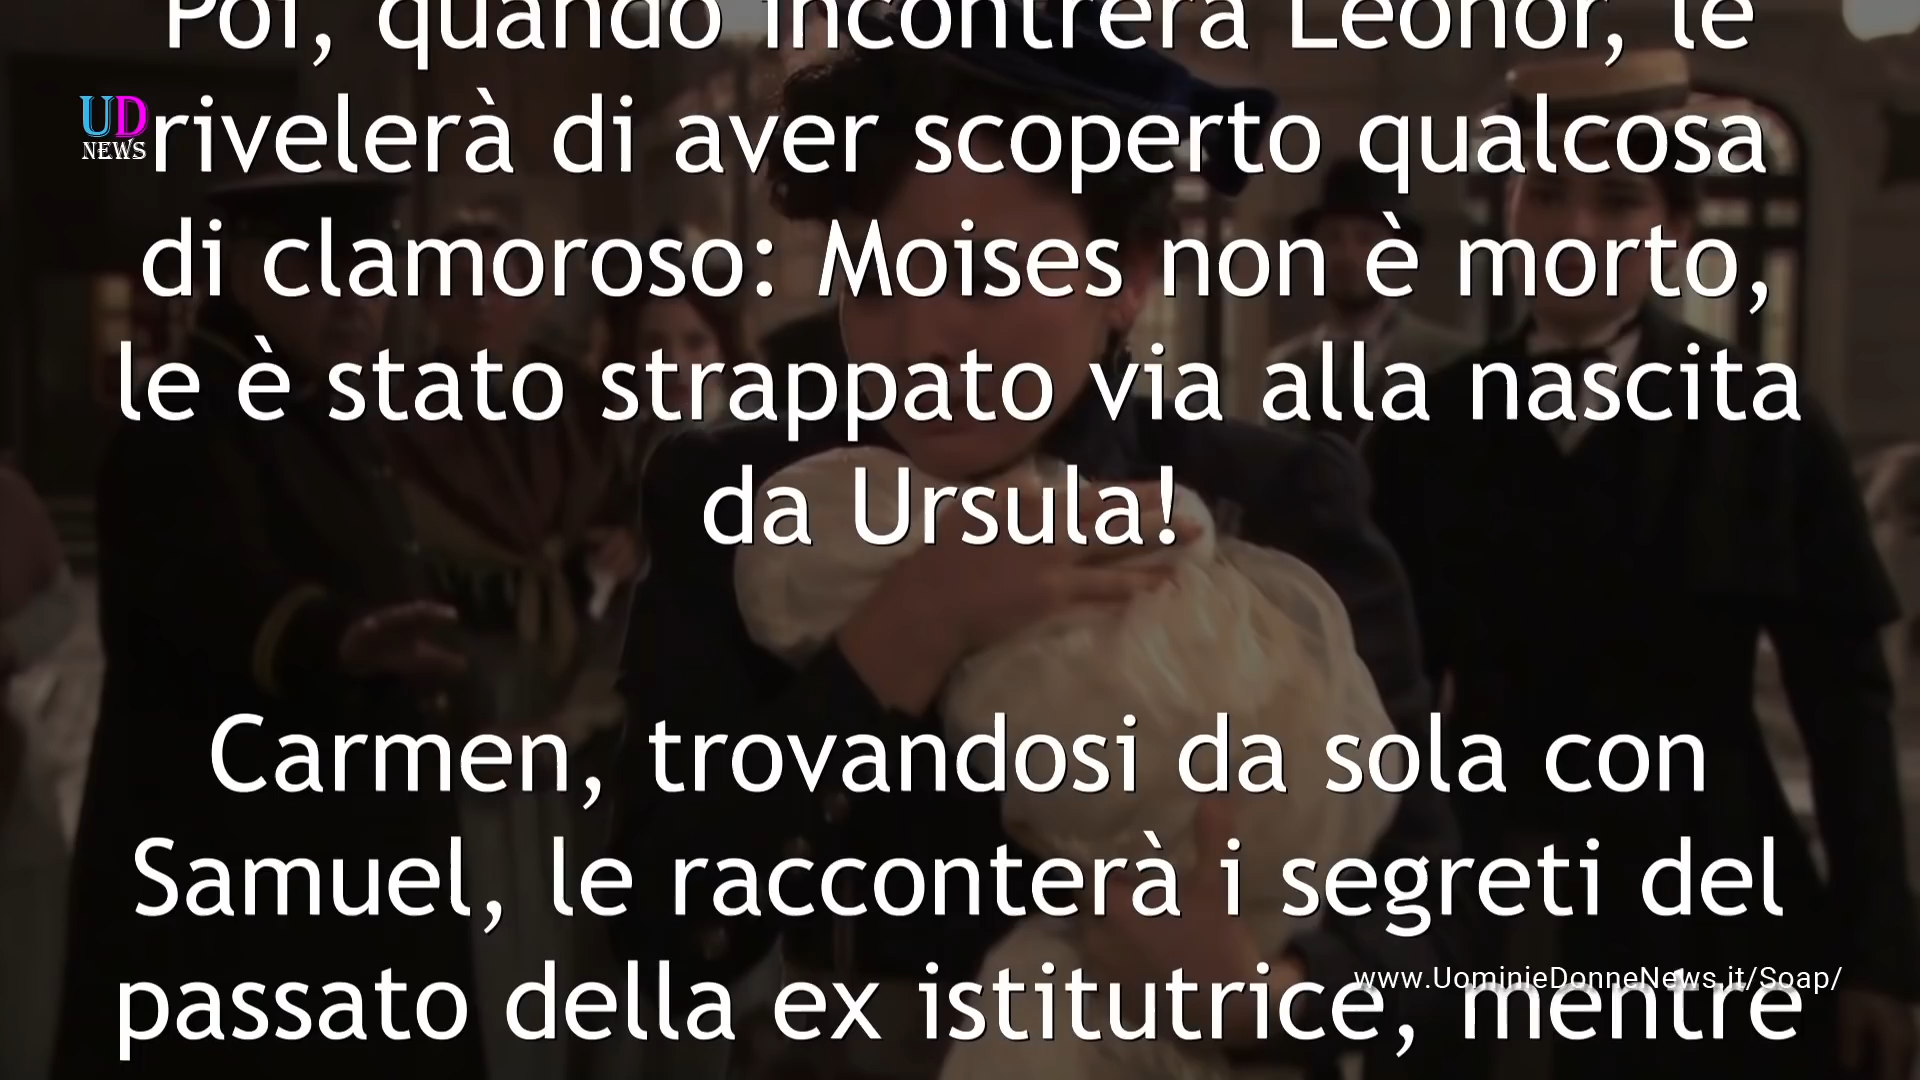 Poi, quando incontrerà Leonor, le
UD
NEWS
rivelerà di aver scoperto qualcosa
di clamoroso: Moises non è morto,
le è stato strappato via alla nascita
da Ursula!
Carmen, trovandosi da sola con
Samuel, le racconterà i segreti del
passato della ex istitutrice, mentre
www.UominieDonneNews.it/Soap/